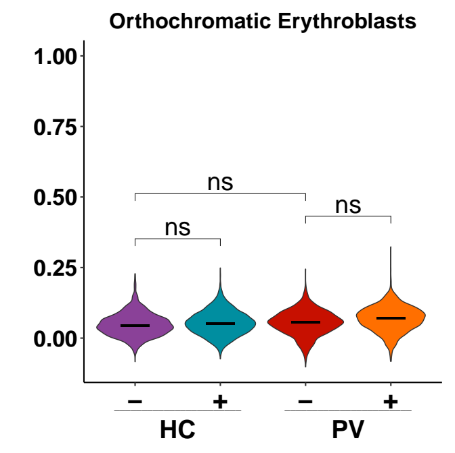 Orthochromatic Erythroblasts
1.00
0.75
0.50
0.25
0.00
ns
ns
ns
− + − +
HC PV